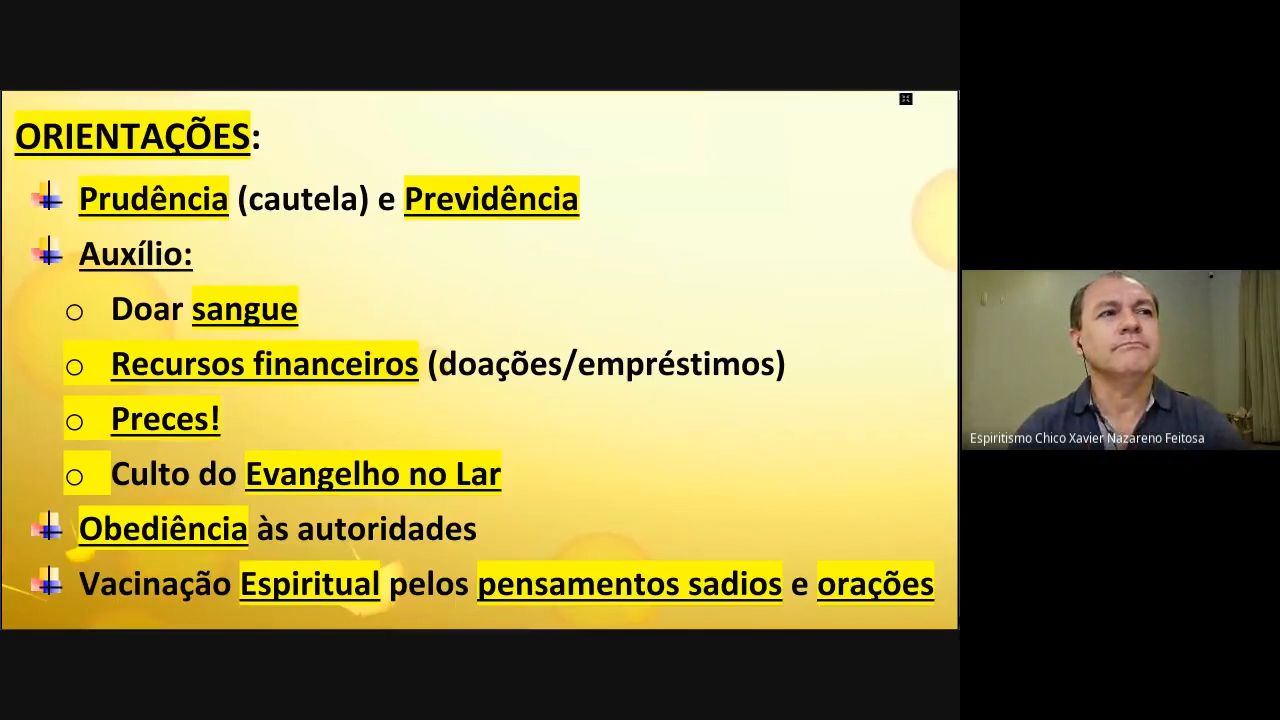 ORIENTAÇÕES:
Prudência (cautela) e Previdência
Auxílio:
o Doar sangue
o Recursos financeiros (doações/empréstimos)
o Preces!
o Culto do Evangelho no Lar
Obediência às autoridades
Vacinação Espiritual pelos pensamentos sadios e orações
Espiritismo Chico Xavier Nazareno Feitosa